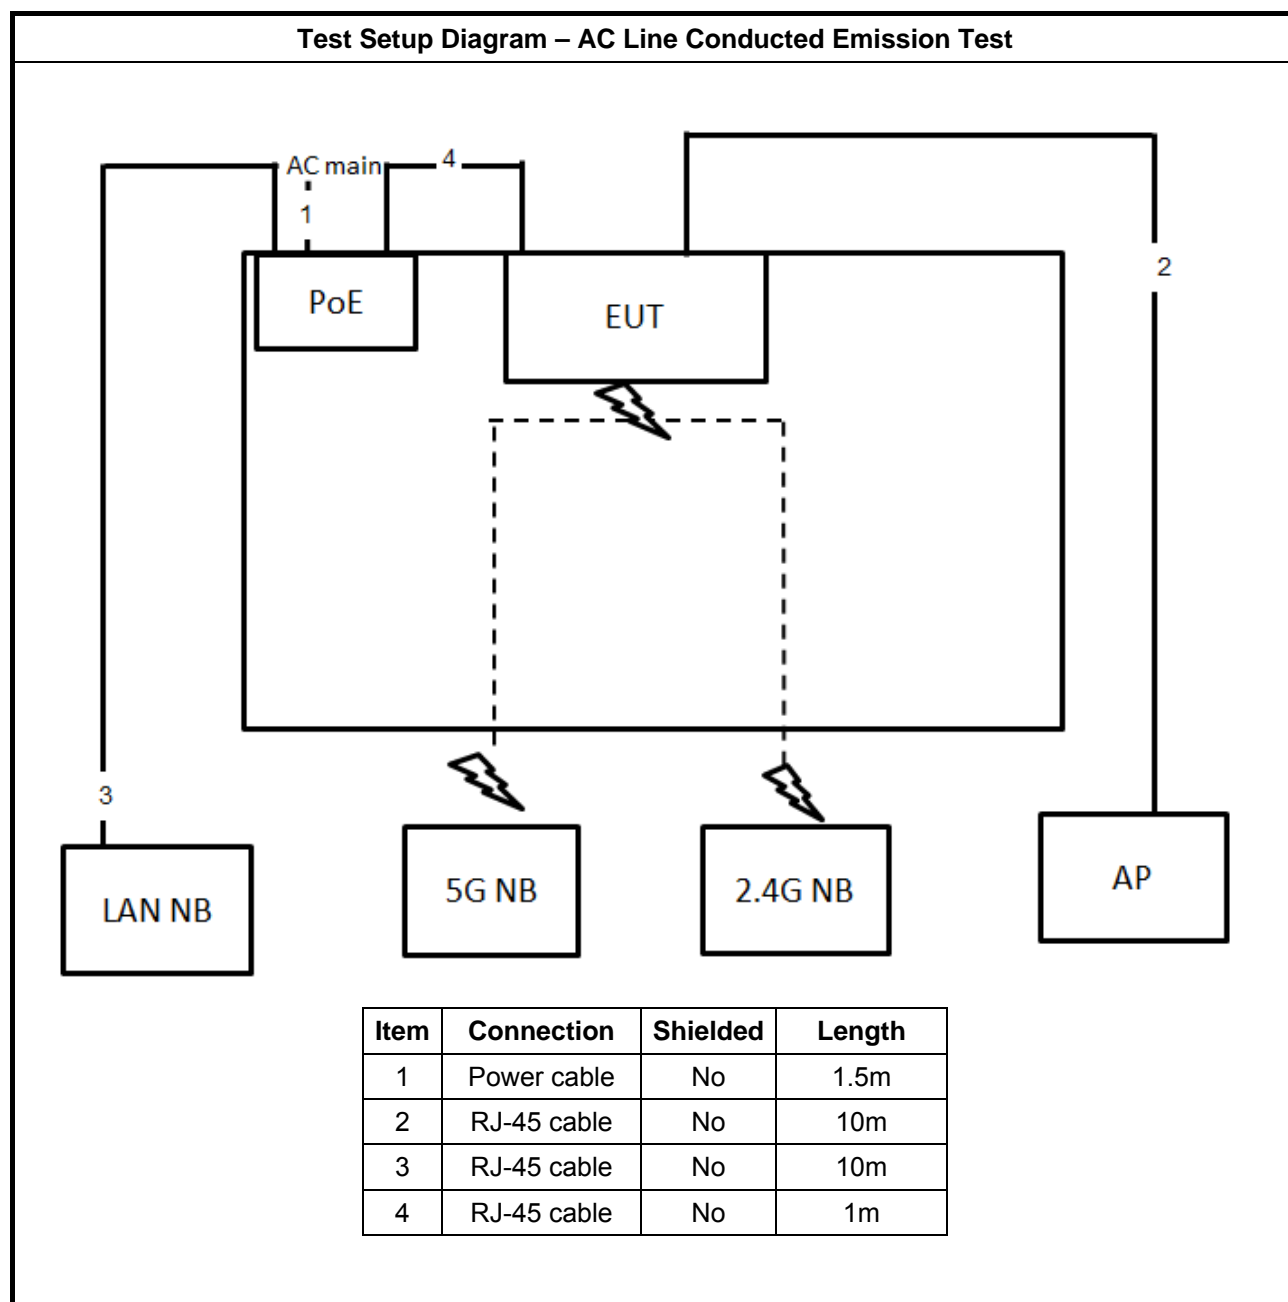 Test Setup Diagram – AC Line Conducted Emission Test
AC main
4
1
2
PoE
EUT
3
LAN NB
5G NB
2.4G NB
AP
Item Connection Shielded Length
1 Power cable No 1.5m
2 RJ-45 cable No 10m
3 RJ-45 cable No 10m
4 RJ-45 cable No 1m